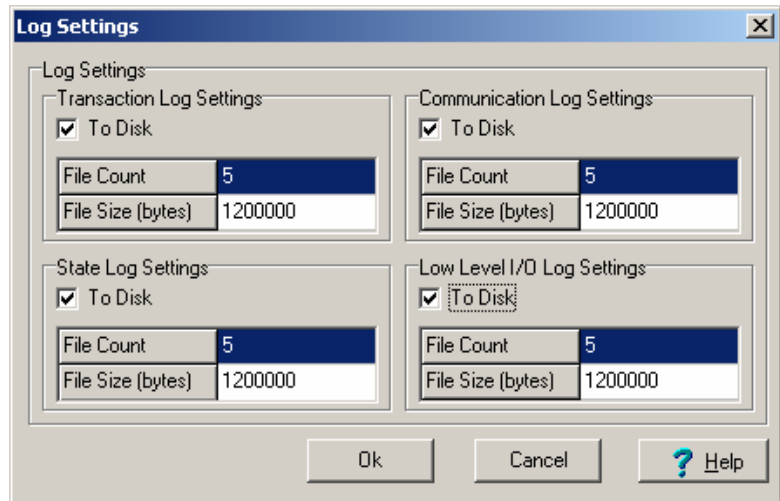 Log Settings
Log Settings
Transaction Log Settings
To Disk
File Count 5
File Size (bytes) 1200000
Communication Log Settings
To Disk
File Count 5
File Size (bytes) 1200000
State Log Settings
To Disk
File Count 5
File Size (bytes) 1200000
Low Level I/O Log Settings
To Disk
File Count 5
File Size (bytes) 1200000
Ok Cancel ? Help